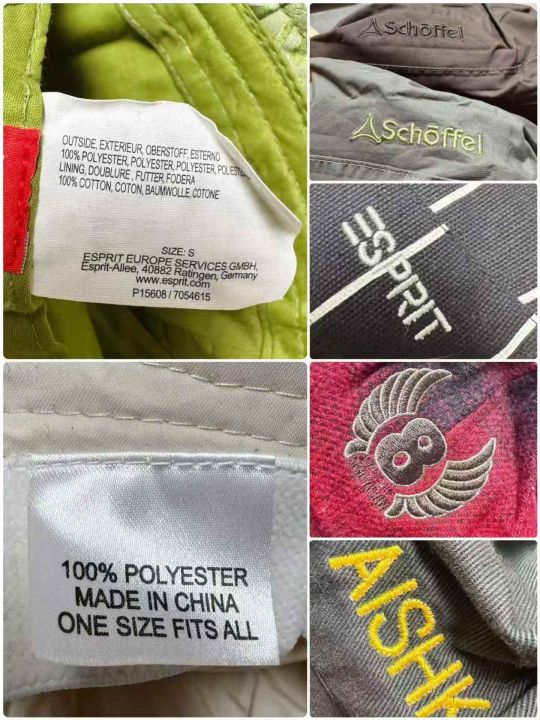 OUTSIDE, EXTERIEUR, OBERSTOFF, ESTERNO
100% POLYESTER, POLYESTER, POLYESTER,
LINING, DOUBLURE , FUTTER, FODERA
100% COTTON, COTON, BAUMWOLLE, COTONE
SIZE: S
ESPRIT EUROPE SERVICES GMBH,
Esprit-Allee, 40882 Ratingen, Germany
www.esprit.com
P15608 / 7054615
Schöffel
Schöffel
ESPRIT
100% POLYESTER
MADE IN CHINA
ONE SIZE FITS ALL
8